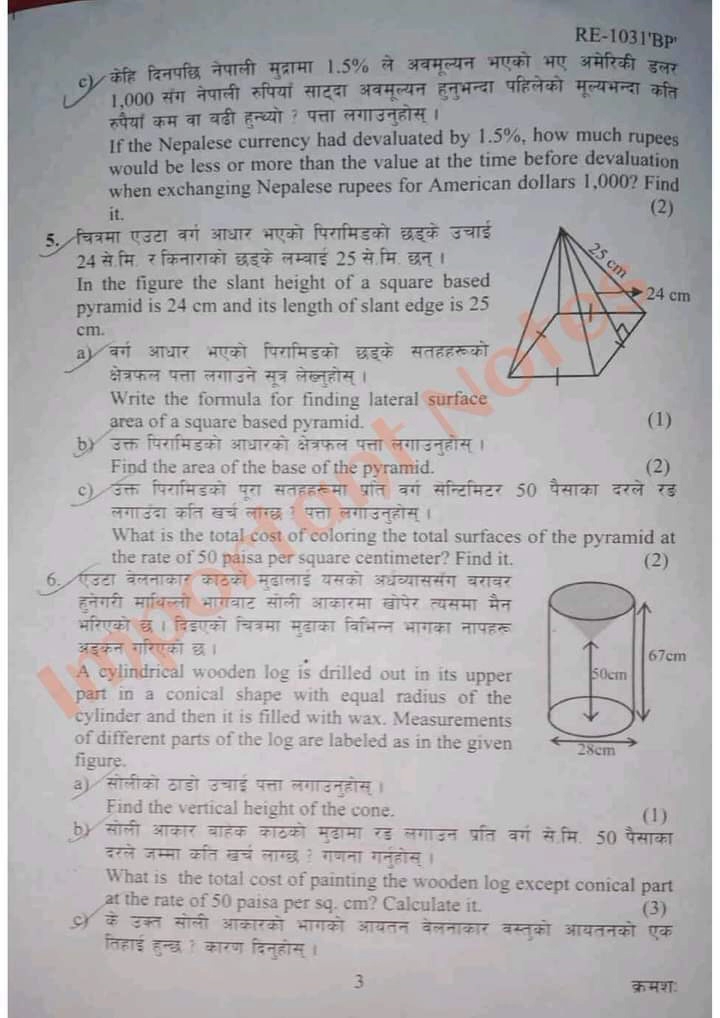 RE-1031'BP'
c) केहि दिनपछि नेपाली मुद्रामा 1.5% ले अवमूल्यन भएको भए अमेरिकी डलर
1,000 संग नेपाली रुपियाँ साट्दा अवमूल्यन हुनुभन्दा पहिलेको मूल्यभन्दा कति
रुपैयाँ कम वा बढी हुन्थ्यो ? पत्ता लगाउनुहोस् ।
If the Nepalese currency had devaluated by 1.5%, how much rupees
would be less or more than the value at the time before devaluation
when exchanging Nepalese rupees for American dollars 1,000? Find
it. (2)
5. चित्रमा एउटा वर्ग आधार भएको पिरामिडको छड्के उचाई
24 से.मि. र किनाराको छड्के लम्वाई 25 से.मि. छन् ।
In the figure the slant height of a square based
pyramid is 24 cm and its length of slant edge is 25
cm.
25 cm
24 cm
a) वर्ग आधार भएको पिरामिडको छड्के सतहहरूको
क्षेत्रफल पत्ता लगाउने सूत्र लेख्नुहोस् ।
Write the formula for finding lateral surface
area of a square based pyramid. (1)
b) उक्त पिरामिडको आधारको क्षेत्रफल पत्ता लगाउनुहोस् ।
Find the area of the base of the pyramid. (2)
c) उक्त पिरामिडको पूरा सतहहरूमा प्रति वर्ग सेन्टिमिटर 50 पैसाका दरले रङ
लगाउंदा कति खर्च लाग्छ ? पत्ता लगाउनुहोस् ।
What is the total cost of coloring the total surfaces of the pyramid at
the rate of 50 paisa per square centimeter? Find it. (2)
6. एउटा बेलनाकार काठको मुढालाई यसको अर्धव्याससंग बराबर
हुनेगरी माथिल्लो भागवाट सोली आकारमा खोपेर त्यसमा मैन
भरिएको छ । दिइएको चित्रमा मुढाका विभिन्न भागका नापहरू
अङ्कन गरिएको छ ।
A cylindrical wooden log is drilled out in its upper
part in a conical shape with equal radius of the
cylinder and then it is filled with wax. Measurements
of different parts of the log are labeled as in the given
figure.
67cm
50cm
28cm
a) सोलीको ठाडो उचाई पत्ता लगाउनुहोस् ।
Find the vertical height of the cone. (1)
b) सोली आकार वाहेक काठको मुढामा रङ लगाउन प्रति वर्ग से.मि. 50 पैसाका
दरले जम्मा कति खर्च लाग्छ ? गणना गर्नुहोस् ।
What is the total cost of painting the wooden log except conical part
at the rate of 50 paisa per sq. cm? Calculate it. (3)
c) के उक्त सोली आकारको भागको आयतन वेलनाकार वस्तुको आयतनको एक
तिहाई हुन्छ ? कारण दिनुहोस् ।
3
क्रमशः
Important Notes